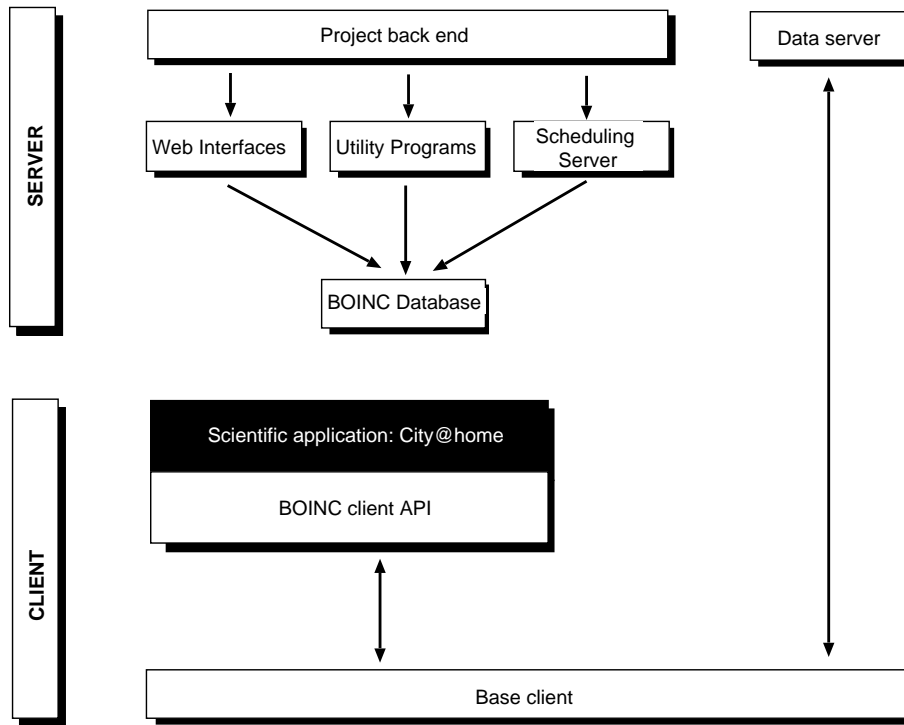 SERVER
Project back end
Data server
Web Interfaces
Utility Programs
Scheduling
Server
BOINC Database
CLIENT
Scientific application: City@home
BOINC client API
Base client